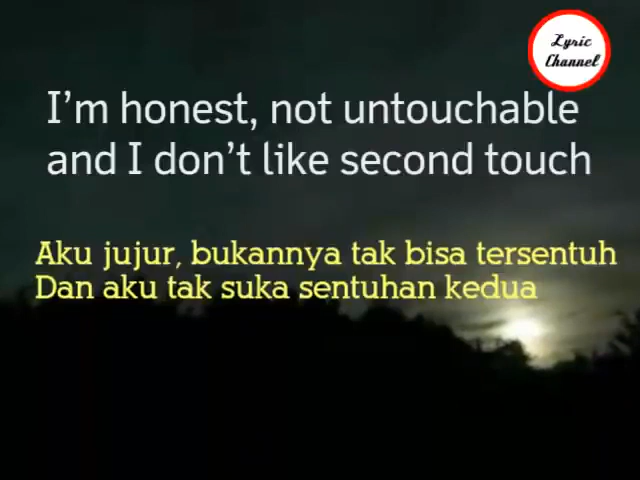 Lyric
Channel
I'm honest, not untouchable
and I don't like second touch
Aku jujur, bukannya tak bisa tersentuh
Dan aku tak suka sentuhan kedua